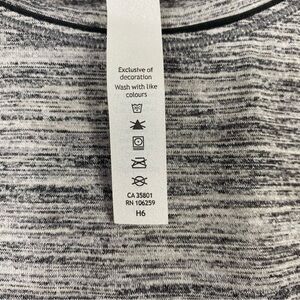 Exclusive of
decoration
Wash with like
colours
CA 35801
RN 106259
H6